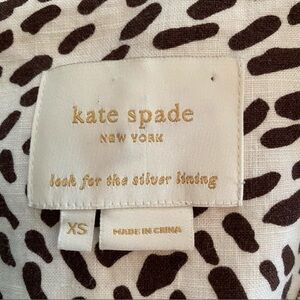 kate spade
NEW YORK
look for the silver lining
XS
MADE IN CHINA